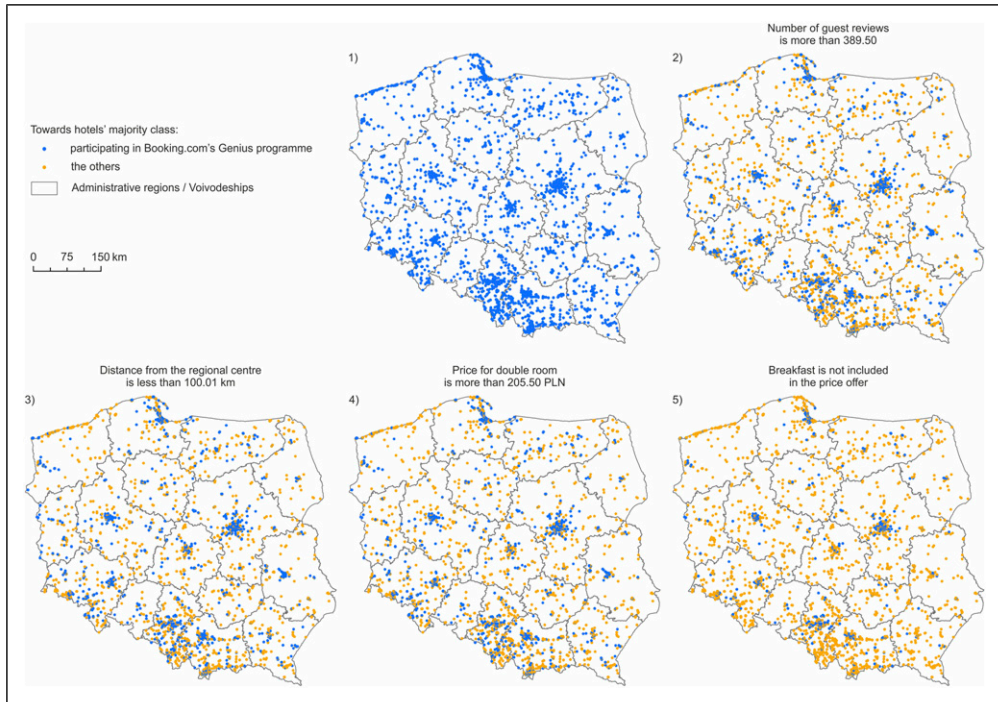 Number of guest reviews
is more than 389.50
1)
2)
Towards hotels' majority class:
participating in Booking.com's Genius programme
the others
Administrative regions / Voivodeships
0 75 150 km
Distance from the regional centre
is less than 100.01 km
Price for double room
is more than 205.50 PLN
Breakfast is not included
in the price offer
3)
4)
5)